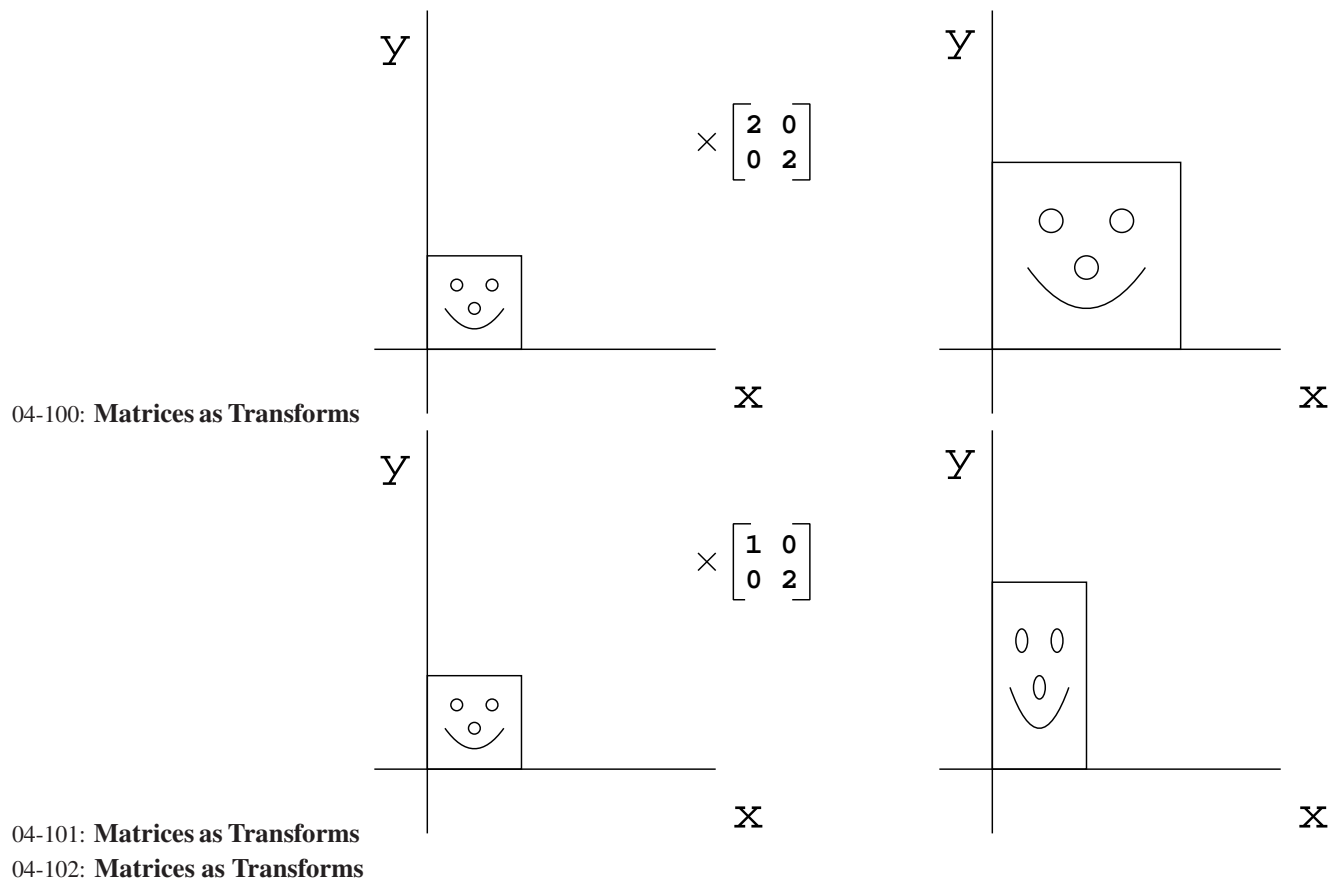 y
y
× [2 0
0 2]
x
x
04-100: Matrices as Transforms
y
y
× [1 0
0 2]
x
x
04-101: Matrices as Transforms
04-102: Matrices as Transforms